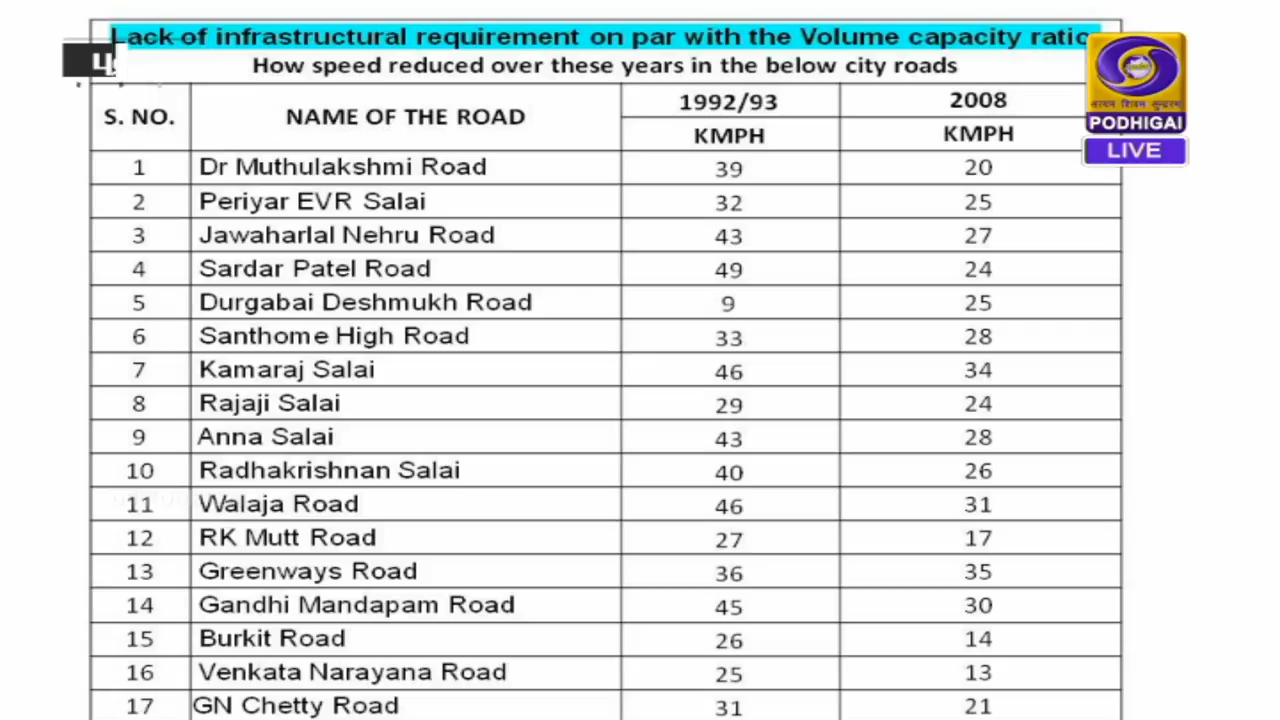 Lack of infrastructural requirement on par with the Volume capacity ratio
How speed reduced over these years in the below city roads
S. NO. NAME OF THE ROAD 1992/93 2008
KMPH KMPH
1 Dr Muthulakshmi Road 39 20
2 Periyar EVR Salai 32 25
3 Jawaharlal Nehru Road 43 27
4 Sardar Patel Road 49 24
5 Durgabai Deshmukh Road 9 25
6 Santhome High Road 33 28
7 Kamaraj Salai 46 34
8 Rajaji Salai 29 24
9 Anna Salai 43 28
10 Radhakrishnan Salai 40 26
11 Walaja Road 46 31
12 RK Mutt Road 27 17
13 Greenways Road 36 35
14 Gandhi Mandapam Road 45 30
15 Burkit Road 26 14
16 Venkata Narayana Road 25 13
17 GN Chetty Road 31 21
सत्यम शिवम सुन्दरम
PODHIGAI
LIVE